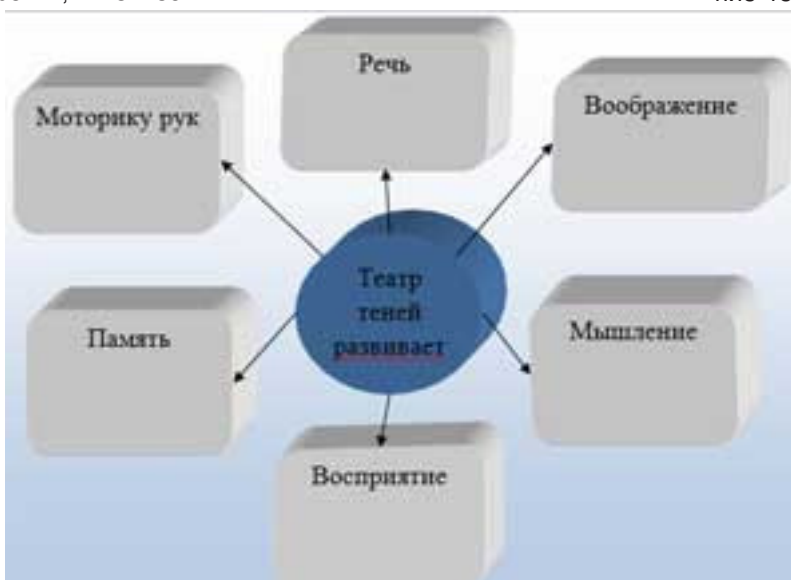 Речь
Моторику рук
Воображение
Театр
теней
развивает
Память
Мышление
Восприятие